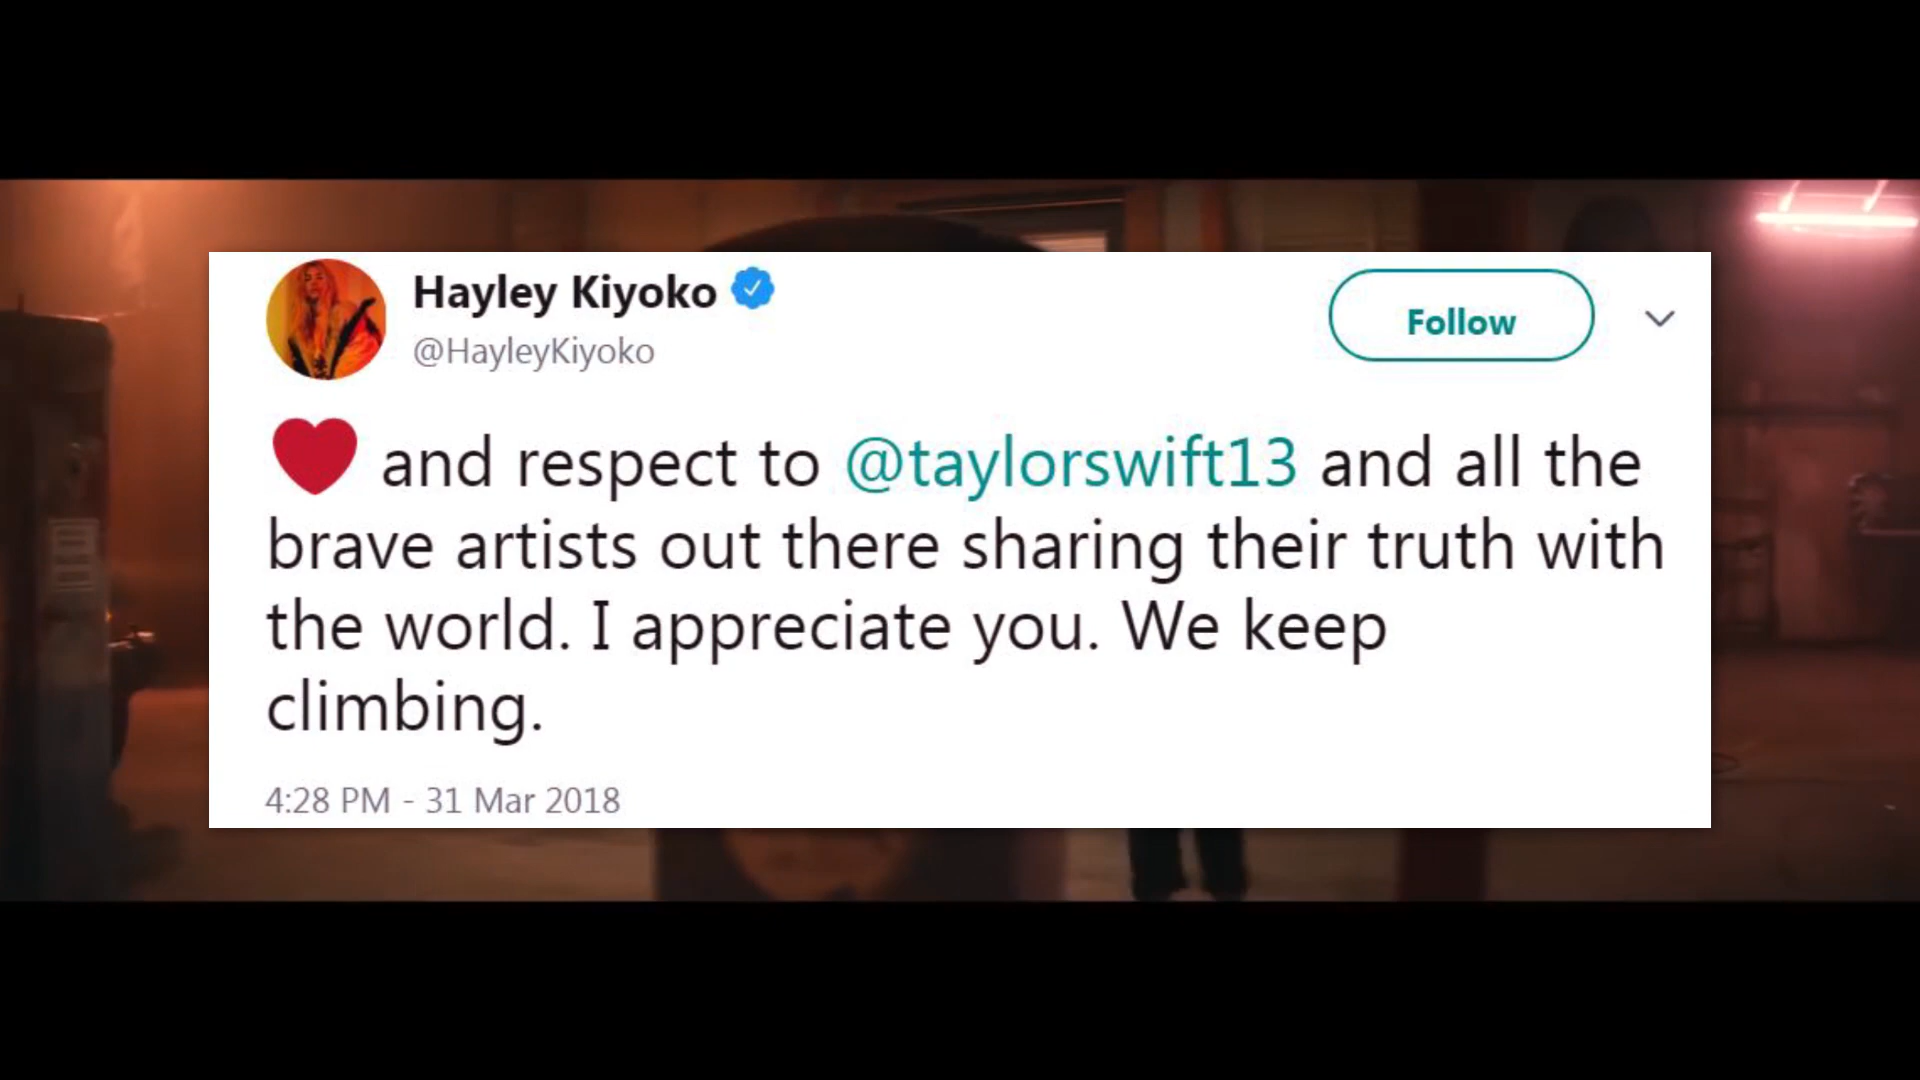 Hayley Kiyoko
@HayleyKiyoko
Follow
❤ and respect to @taylorswift13 and all the
brave artists out there sharing their truth with
the world. I appreciate you. We keep
climbing.
4:28 PM - 31 Mar 2018